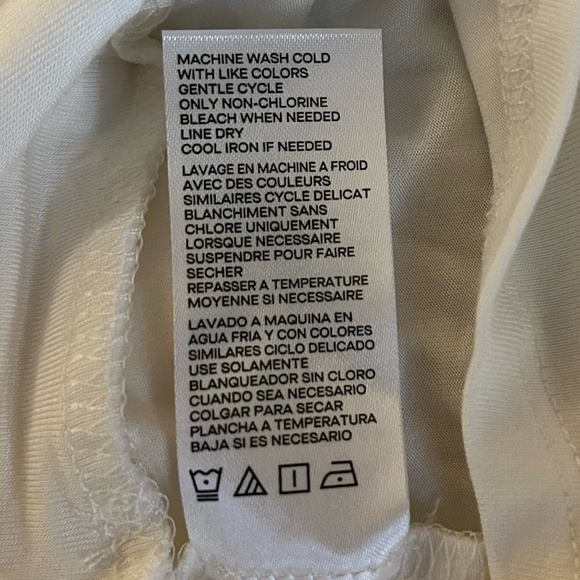 MACHINE WASH COLD
WITH LIKE COLORS
GENTLE CYCLE
ONLY NON-CHLORINE
BLEACH WHEN NEEDED
LINE DRY
COOL IRON IF NEEDED
LAVAGE EN MACHINE A FROID
AVEC DES COULEURS
SIMILAIRES CYCLE DELICAT
BLANCHIMENT SANS
CHLORE UNIQUEMENT
LORSQUE NECESSAIRE
SUSPENDRE POUR FAIRE
SECHER
REPASSER A TEMPERATURE
MOYENNE SI NECESSAIRE
LAVADO A MAQUINA EN
AGUA FRIA Y CON COLORES
SIMILARES CICLO DELICADO
USE SOLAMENTE
BLANQUEADOR SIN CLORO
CUANDO SEA NECESARIO
COLGAR PARA SECAR
PLANCHA A TEMPERATURA
BAJA SI ES NECESARIO